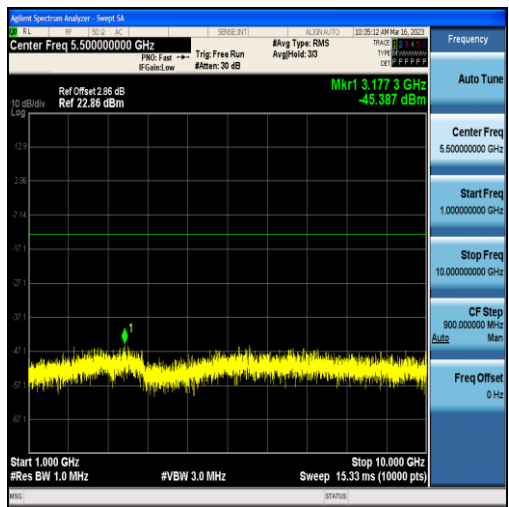 Agilent Spectrum Analyzer - Swept SA
RL RF 50 Ω AC SENSE:INT ALIGN AUTO 10:35:12 AM Mar 16, 2023
Center Freq 5.500000000 GHz
PNO: Fast
IFGain:Low
Trig: Free Run
#Atten: 30 dB
#Avg Type: RMS
Avg|Hold: 3/3
TRACE 1 2 3 4 5 6
TYPE
DET P P P P P P
Ref Offset 2.86 dB
Ref 22.86 dBm
10 dB/div
Log
Mkr1 3.177 3 GHz
-45.387 dBm
12.9
2.86
-7.14
-17.1
-27.1
-37.1
1
-47.1
-57.1
-67.1
Start 1.000 GHz
Stop 10.000 GHz
#Res BW 1.0 MHz
#VBW 3.0 MHz
Sweep 15.33 ms (10000 pts)
MSG
STATUS
Frequency
Auto Tune
Center Freq
5.500000000 GHz
Start Freq
1.000000000 GHz
Stop Freq
10.000000000 GHz
CF Step
900.000000 MHz
Auto Man
Freq Offset
0 Hz